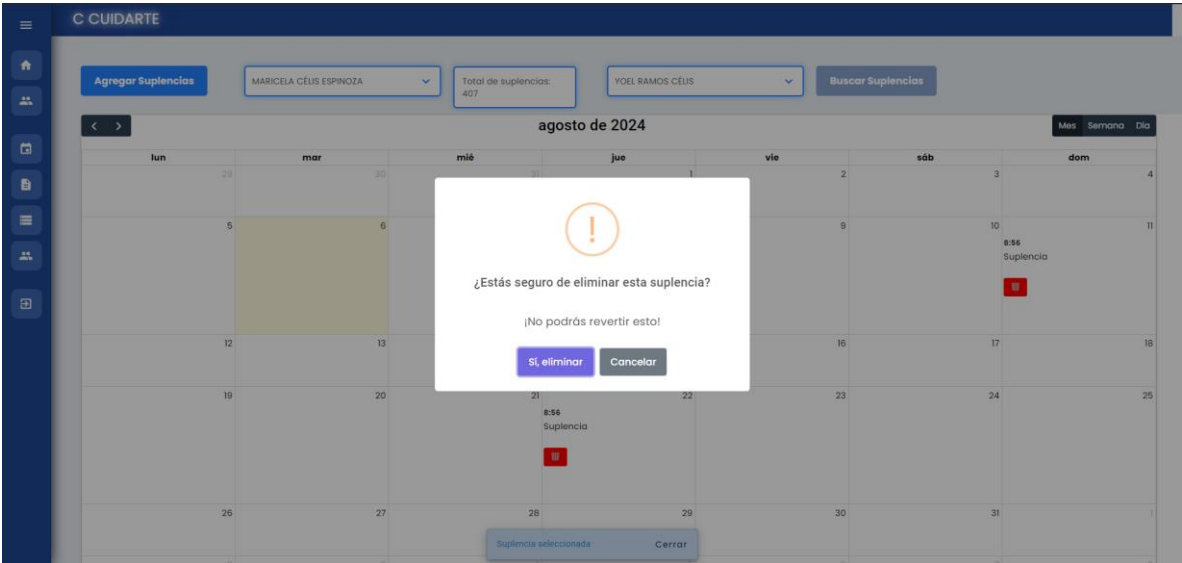 C CUIDARTE
Agregar Suplencias
MARICELA CÉLIS ESPINOZA
Total de suplencias:
407
YOEL RAMOS CÉLIS
Buscar Suplencias
agosto de 2024
Mes Semana Día
lun mar mié jue vie sáb dom
29 30 31 1 2 3 4
5 6 9 10 11
8:56
Suplencia
¿Estás seguro de eliminar esta suplencia?
¡No podrás revertir esto!
Sí, eliminar Cancelar
12 13 16 17 18
19 20 21 22 23 24 25
8:56
Suplencia
26 27 28 29 30 31 1
Suplencia seleccionada Cerrar